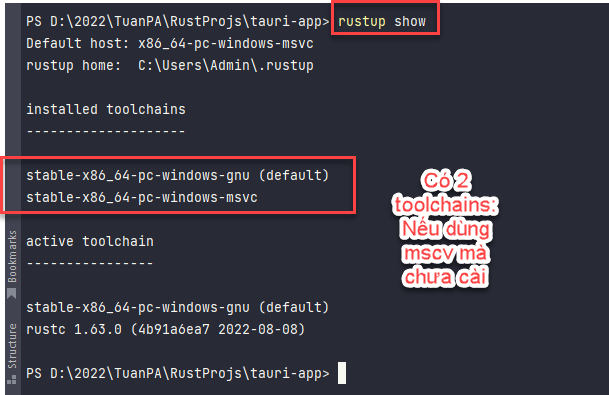 PS D:\2022\TuanPA\RustProjs\tauri-app> rustup show
Default host: x86_64-pc-windows-msvc
rustup home:  C:\Users\Admin\.rustup
installed toolchains
--------------------
stable-x86_64-pc-windows-gnu (default)
stable-x86_64-pc-windows-msvc
active toolchain
----------------
stable-x86_64-pc-windows-gnu (default)
rustc 1.63.0 (4b91a6ea7 2022-08-08)
PS D:\2022\TuanPA\RustProjs\tauri-app>
Có 2
toolchains:
Nếu dùng
mscv mà
chưa cài
Bookmarks
Structure